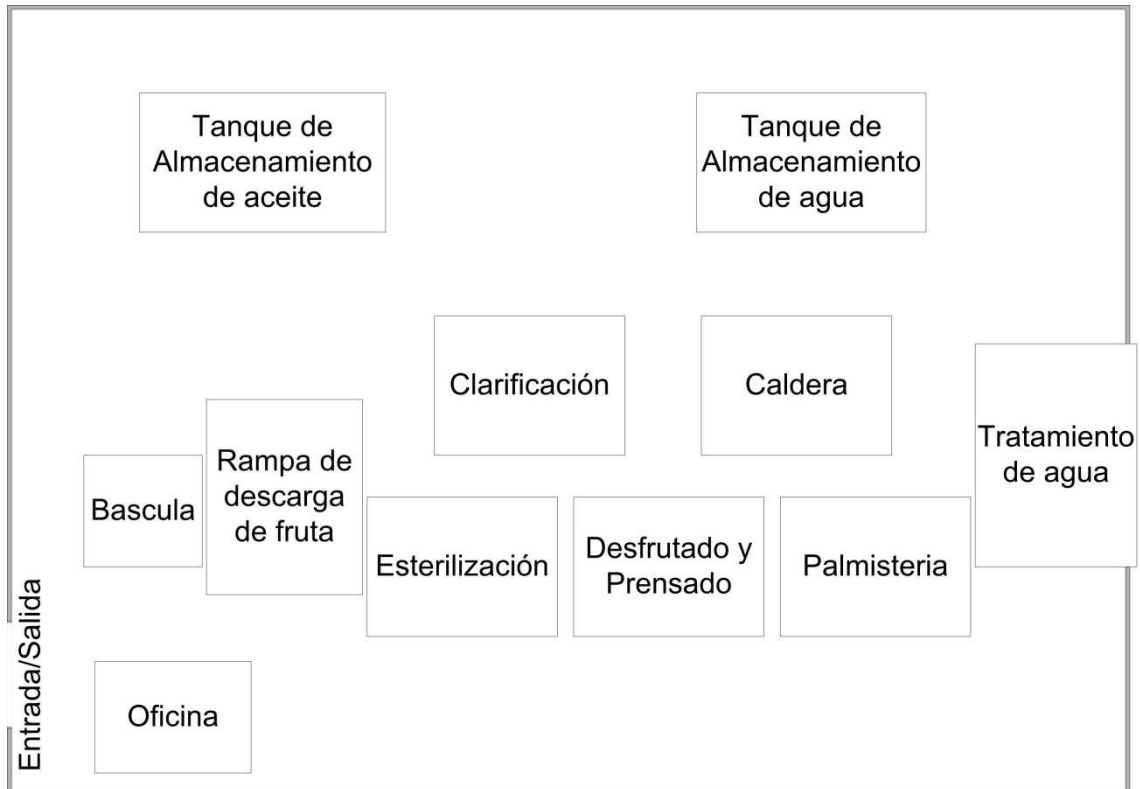 Tanque de
Almacenamiento
de aceite
Tanque de
Almacenamiento
de agua
Clarificación
Caldera
Tratamiento
de agua
Rampa de
descarga
de fruta
Bascula
Esterilización
Desfrutado y
Prensado
Palmisteria
Entrada/Salida
Oficina